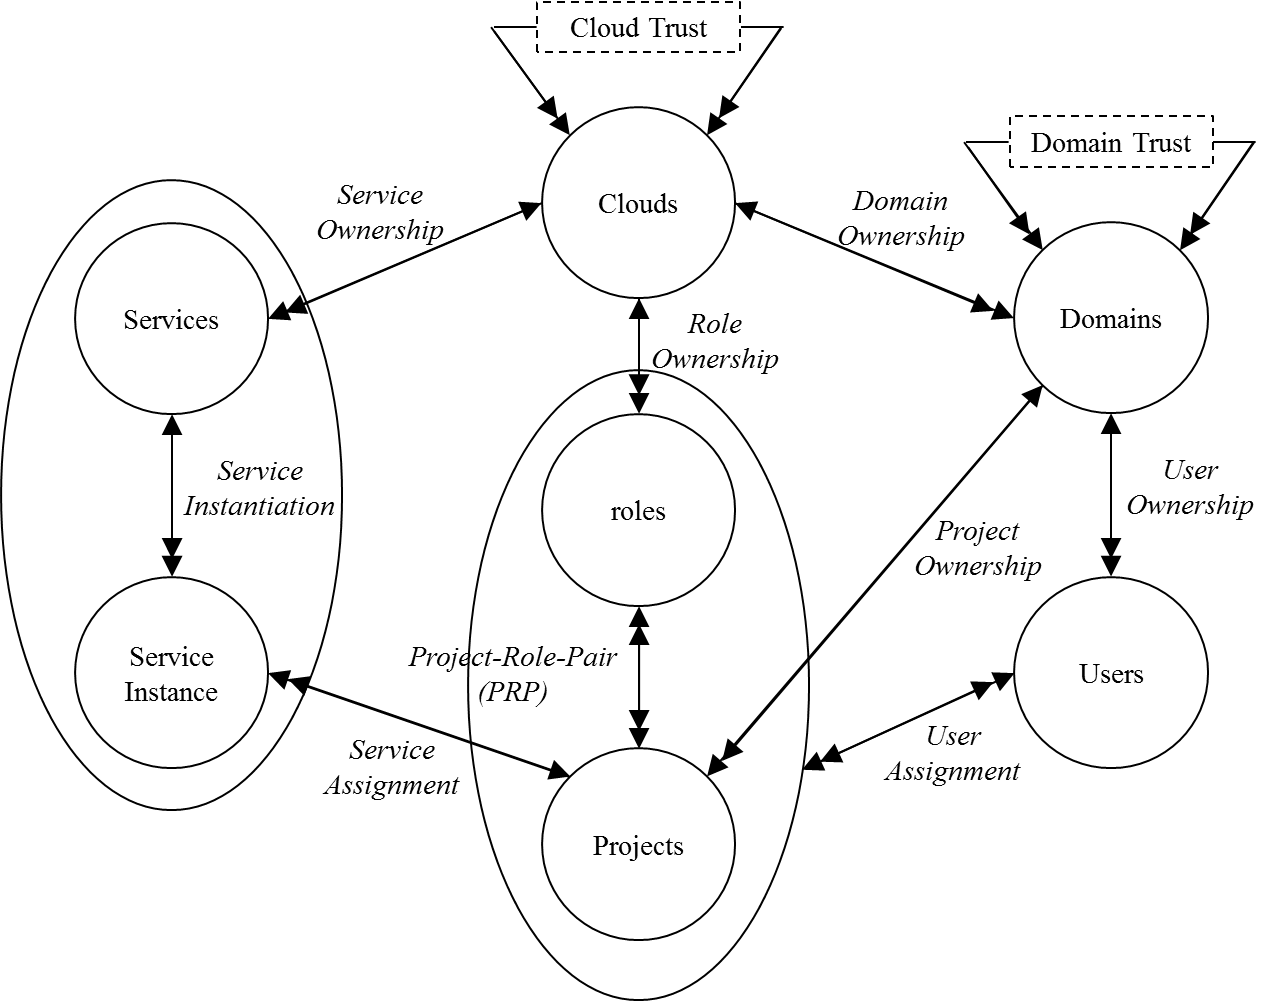 Cloud Trust
Domain Trust
Service
Ownership
Clouds
Domain
Ownership
Services
Role
Ownership
Domains
Service
Instantiation
roles
User
Ownership
Project
Ownership
Service
Instance
Project-Role-Pair
(PRP)
Users
Service
Assignment
User
Assignment
Projects